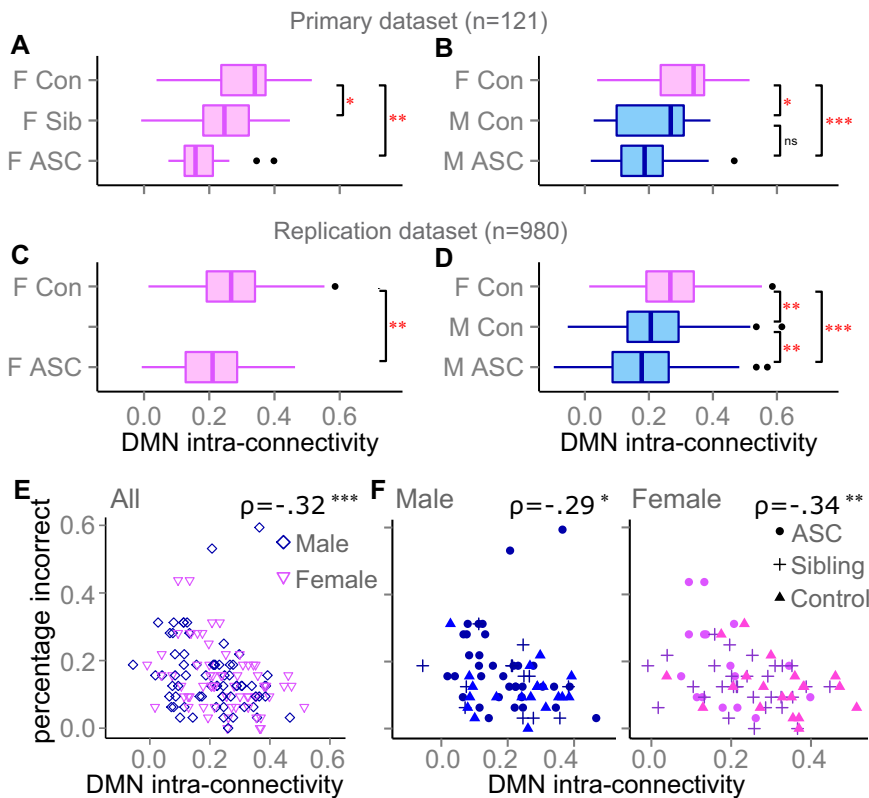 Primary dataset (n=121)
A
B
F Con
F Sib
F ASC
*
**
F Con
M Con
M ASC
*
ns
***
Replication dataset (n=980)
C
D
F Con
F ASC
**
F Con
M Con
M ASC
**
**
***
0.0 0.2 0.4 0.6
DMN intra-connectivity
0.0 0.2 0.4 0.6
DMN intra-connectivity
E All
ρ=-.32 ***
Male
Female
percentage incorrect
0.6
0.4
0.2
0.0
0.0 0.2 0.4
DMN intra-connectivity
F Male
ρ=-.29 *
Female
ρ=-.34 **
ASC
Sibling
Control
0.0 0.2 0.4
0.0 0.2 0.4
DMN intra-connectivity